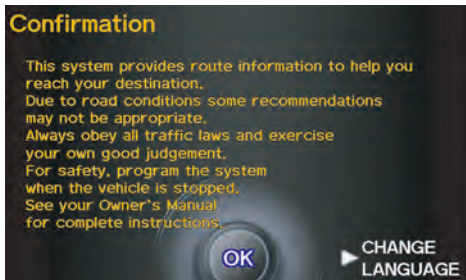 Confirmation
This system provides route information to help you
reach your destination.
Due to road conditions some recommendations
may not be appropriate.
Always obey all traffic laws and exercise
your own good judgement.
For safety, program the system
when the vehicle is stopped.
See your Owner's Manual
for complete instructions.
OK
CHANGE
LANGUAGE